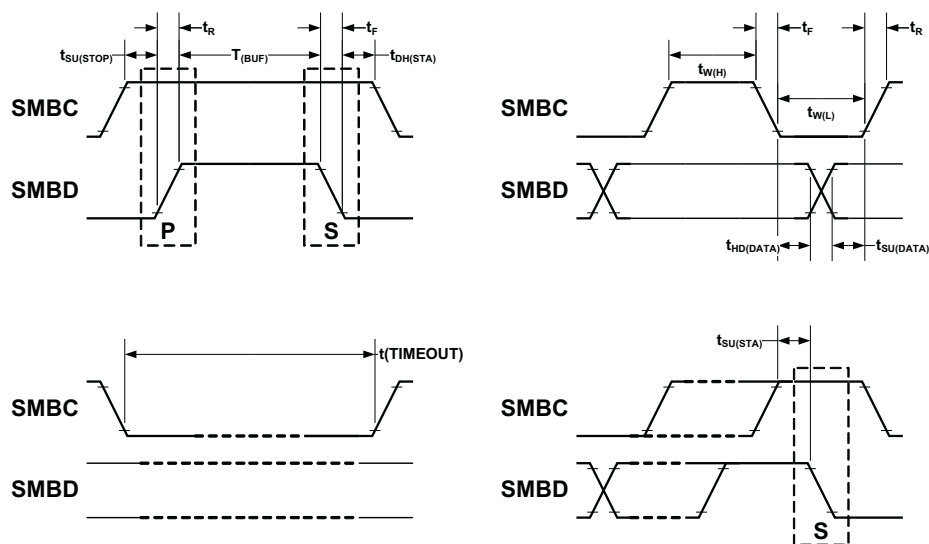 tR
tF
tSU(STOP)
T(BUF)
tDH(STA)
SMBC
SMBD
P
S
tF
tR
tW(H)
tW(L)
SMBC
SMBD
tHD(DATA)
tSU(DATA)
t(TIMEOUT)
SMBC
SMBD
tSU(STA)
SMBC
SMBD
S